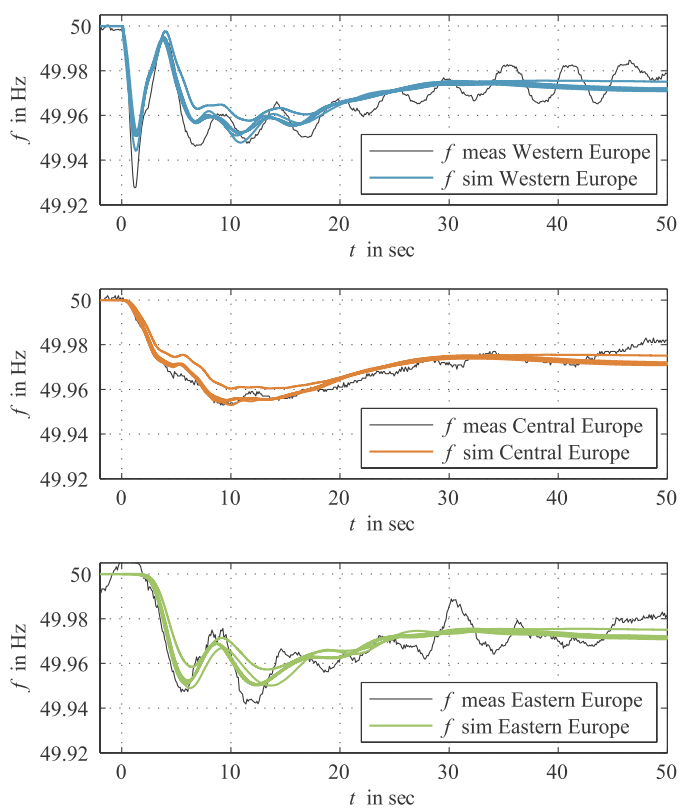 50
49.98
49.96
49.94
49.92
f in Hz
f meas Western Europe
f sim Western Europe
0 10 20 30 40 50
t in sec
50
49.98
49.96
49.94
49.92
f in Hz
f meas Central Europe
f sim Central Europe
0 10 20 30 40 50
t in sec
50
49.98
49.96
49.94
49.92
f in Hz
f meas Eastern Europe
f sim Eastern Europe
0 10 20 30 40 50
t in sec